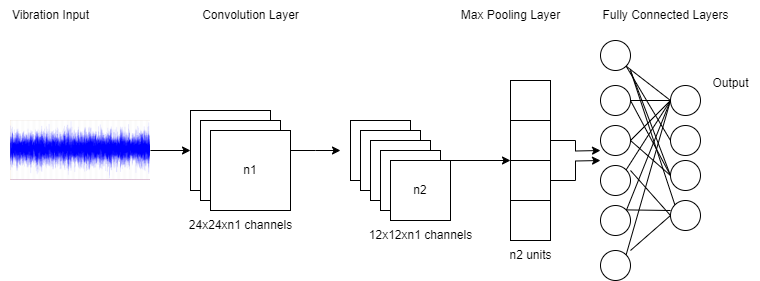 Vibration Input
Convolution Layer
Max Pooling Layer
Fully Connected Layers
Output
n1
n2
24x24xn1 channels
12x12xn1 channels
n2 units